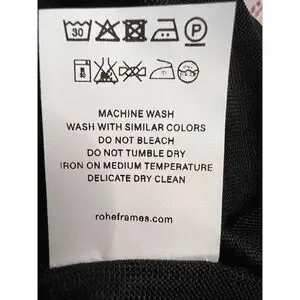 30 P
MACHINE WASH
WASH WITH SIMILAR COLORS
DO NOT BLEACH
DO NOT TUMBLE DRY
IRON ON MEDIUM TEMPERATURE
DELICATE DRY CLEAN
roheframes.com